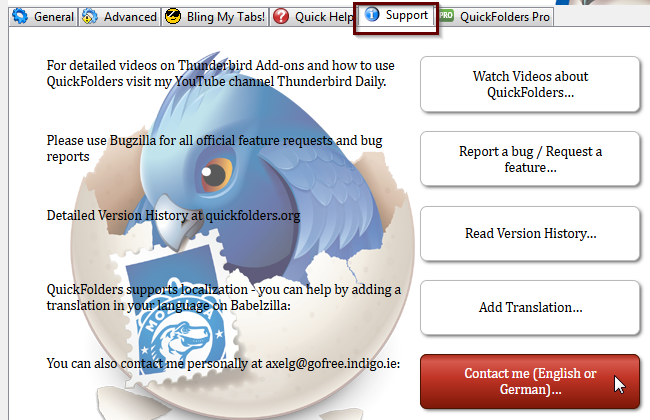 General
Advanced
Bling My Tabs!
Quick Help
Support
PRO
QuickFolders Pro
For detailed videos on Thunderbird Add-ons and how to use
QuickFolders visit my YouTube channel Thunderbird Daily.
Watch Videos about
QuickFolders...
Please use Bugzilla for all official feature requests and bug
reports
Report a bug / Request a
feature...
Detailed Version History at quickfolders.org
Read Version History...
QuickFolders supports localization - you can help by adding a
translation in your language on Babelzilla:
Add Translation...
You can also contact me personally at axelg@gofree.indigo.ie:
Contact me (English or
German)...